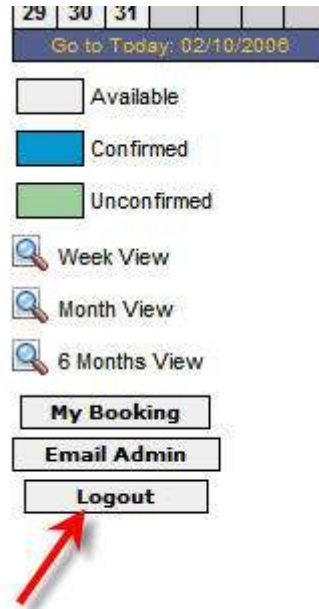 29 30 31
Go to Today: 02/10/2006
Available
Confirmed
Unconfirmed
Week View
Month View
6 Months View
My Booking
Email Admin
Logout